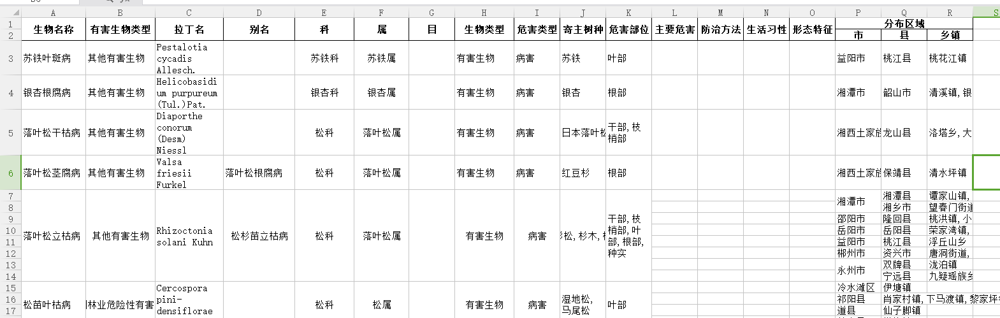 A B C D E F G H I J K L M N O P Q R S
1 生物名称 有害生物类型 拉丁名 别名 科 属 目 生物类型 危害类型 寄主树种 危害部位 主要危害 防治方法 生活习性 形态特征 分布区域
2 市 县 乡镇
3 苏铁叶斑病 其他有害生物 Pestalotia cycadis Allesch. 苏铁科 苏铁属 有害生物 病害 苏铁 叶部 益阳市 桃江县 桃花江镇
4 银杏根腐病 其他有害生物 Helicobasidium purpureum (Tul.)Pat. 银杏科 银杏属 有害生物 病害 银杏 根部 湘潭市 韶山市 清溪镇,银
5 落叶松干枯病 其他有害生物 Diaporthe conorum (Desm) Niessl 松科 落叶松属 有害生物 病害 日本落叶松 干部,枝梢部 湘西土家族 龙山县 洛塔乡,大
6 落叶松茎腐病 其他有害生物 Valsa friesii Furkel 落叶松根腐病 松科 落叶松属 有害生物 病害 红豆杉 根部 湘西土家族 保靖县 清水坪镇
7 落叶松立枯病 其他有害生物 Rhizoctonia solani Kuhn 松杉苗立枯病 松科 落叶松属 有害生物 病害 松,杉木, 干部,枝梢部,叶部,根部,种实 湘潭市 湘潭县 谭家山镇,
8 湘乡市 望春门街道
9 邵阳市 隆回县 桃洪镇,小
10 岳阳市 岳阳县 荣家湾镇,
11 益阳市 桃江县 浮丘山乡
12 郴州市 资兴市 唐洞街道,
13 永州市 双牌县 泷泊镇
14 宁远县 九疑瑶族乡
15 松苗叶枯病 林业危险性有害 Cercospora pini-densiflorae 松科 松属 有害生物 病害 湿地松,马尾松 叶部 冷水滩区 伊塘镇
16 祁阳县 肖家村镇,下马渡镇,黎家坪
17 道县 仙子脚镇